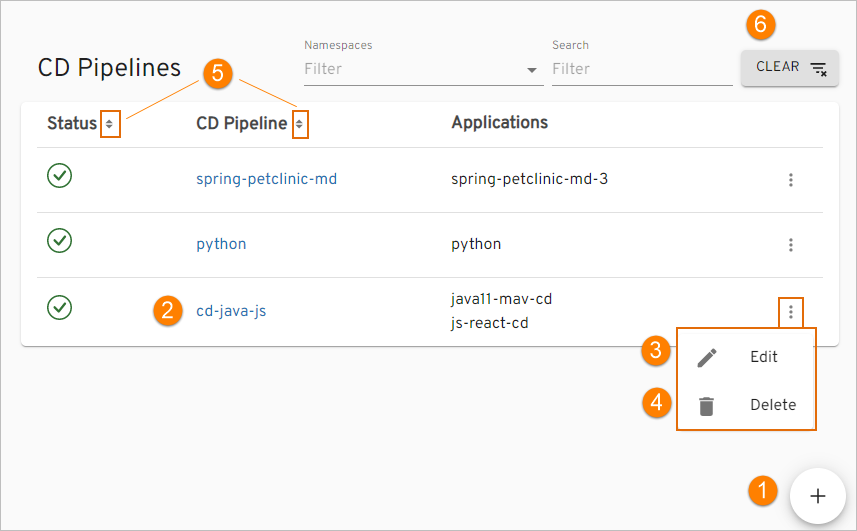 6
Namespaces
Search
CD Pipelines
Filter
Filter
CLEAR
5
Status
CD Pipeline
Applications
spring-petclinic-md
spring-petclinic-md-3
python
python
2
cd-java-js
java11-mav-cd
js-react-cd
3
Edit
4
Delete
1
+